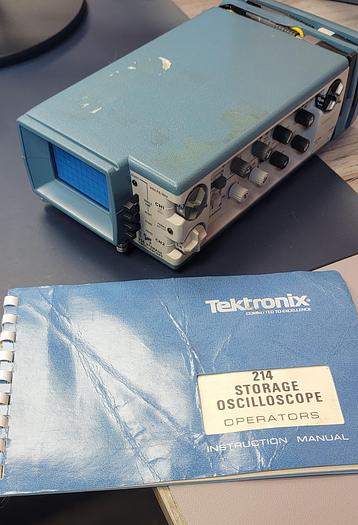 CH1
CH2
Tektronix
COMMITTED TO EXCELLENCE
214
STORAGE
OSCILLOSCOPE
OPERATORS
INSTRUCTION MANUAL